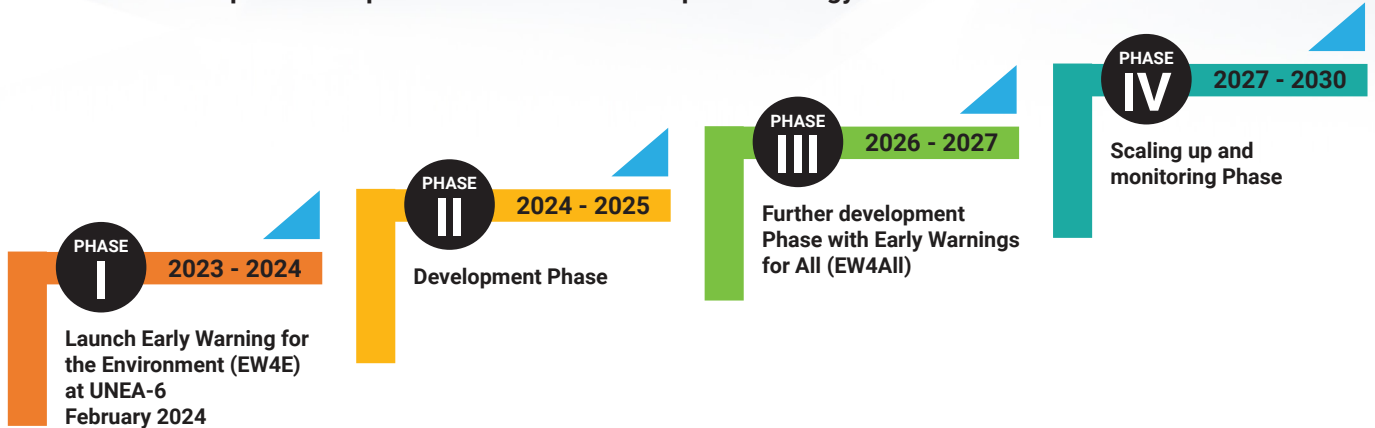 PHASE
I
2023 - 2024
Launch Early Warning for
the Environment (EW4E)
at UNEA-6
February 2024
PHASE
II
2024 - 2025
Development Phase
PHASE
III
2026 - 2027
Further development
Phase with Early Warnings
for All (EW4All)
PHASE
IV
2027 - 2030
Scaling up and
monitoring Phase